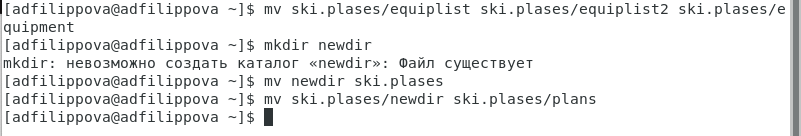 [adfilippova@adfilippova ~]$ mv ski.plases/equiplist ski.plases/equiplist2 ski.plases/e
quipment
[adfilippova@adfilippova ~]$ mkdir newdir
mkdir: невозможно создать каталог «newdir»: Файл существует
[adfilippova@adfilippova ~]$ mv newdir ski.plases
[adfilippova@adfilippova ~]$ mv ski.plases/newdir ski.plases/plans
[adfilippova@adfilippova ~]$